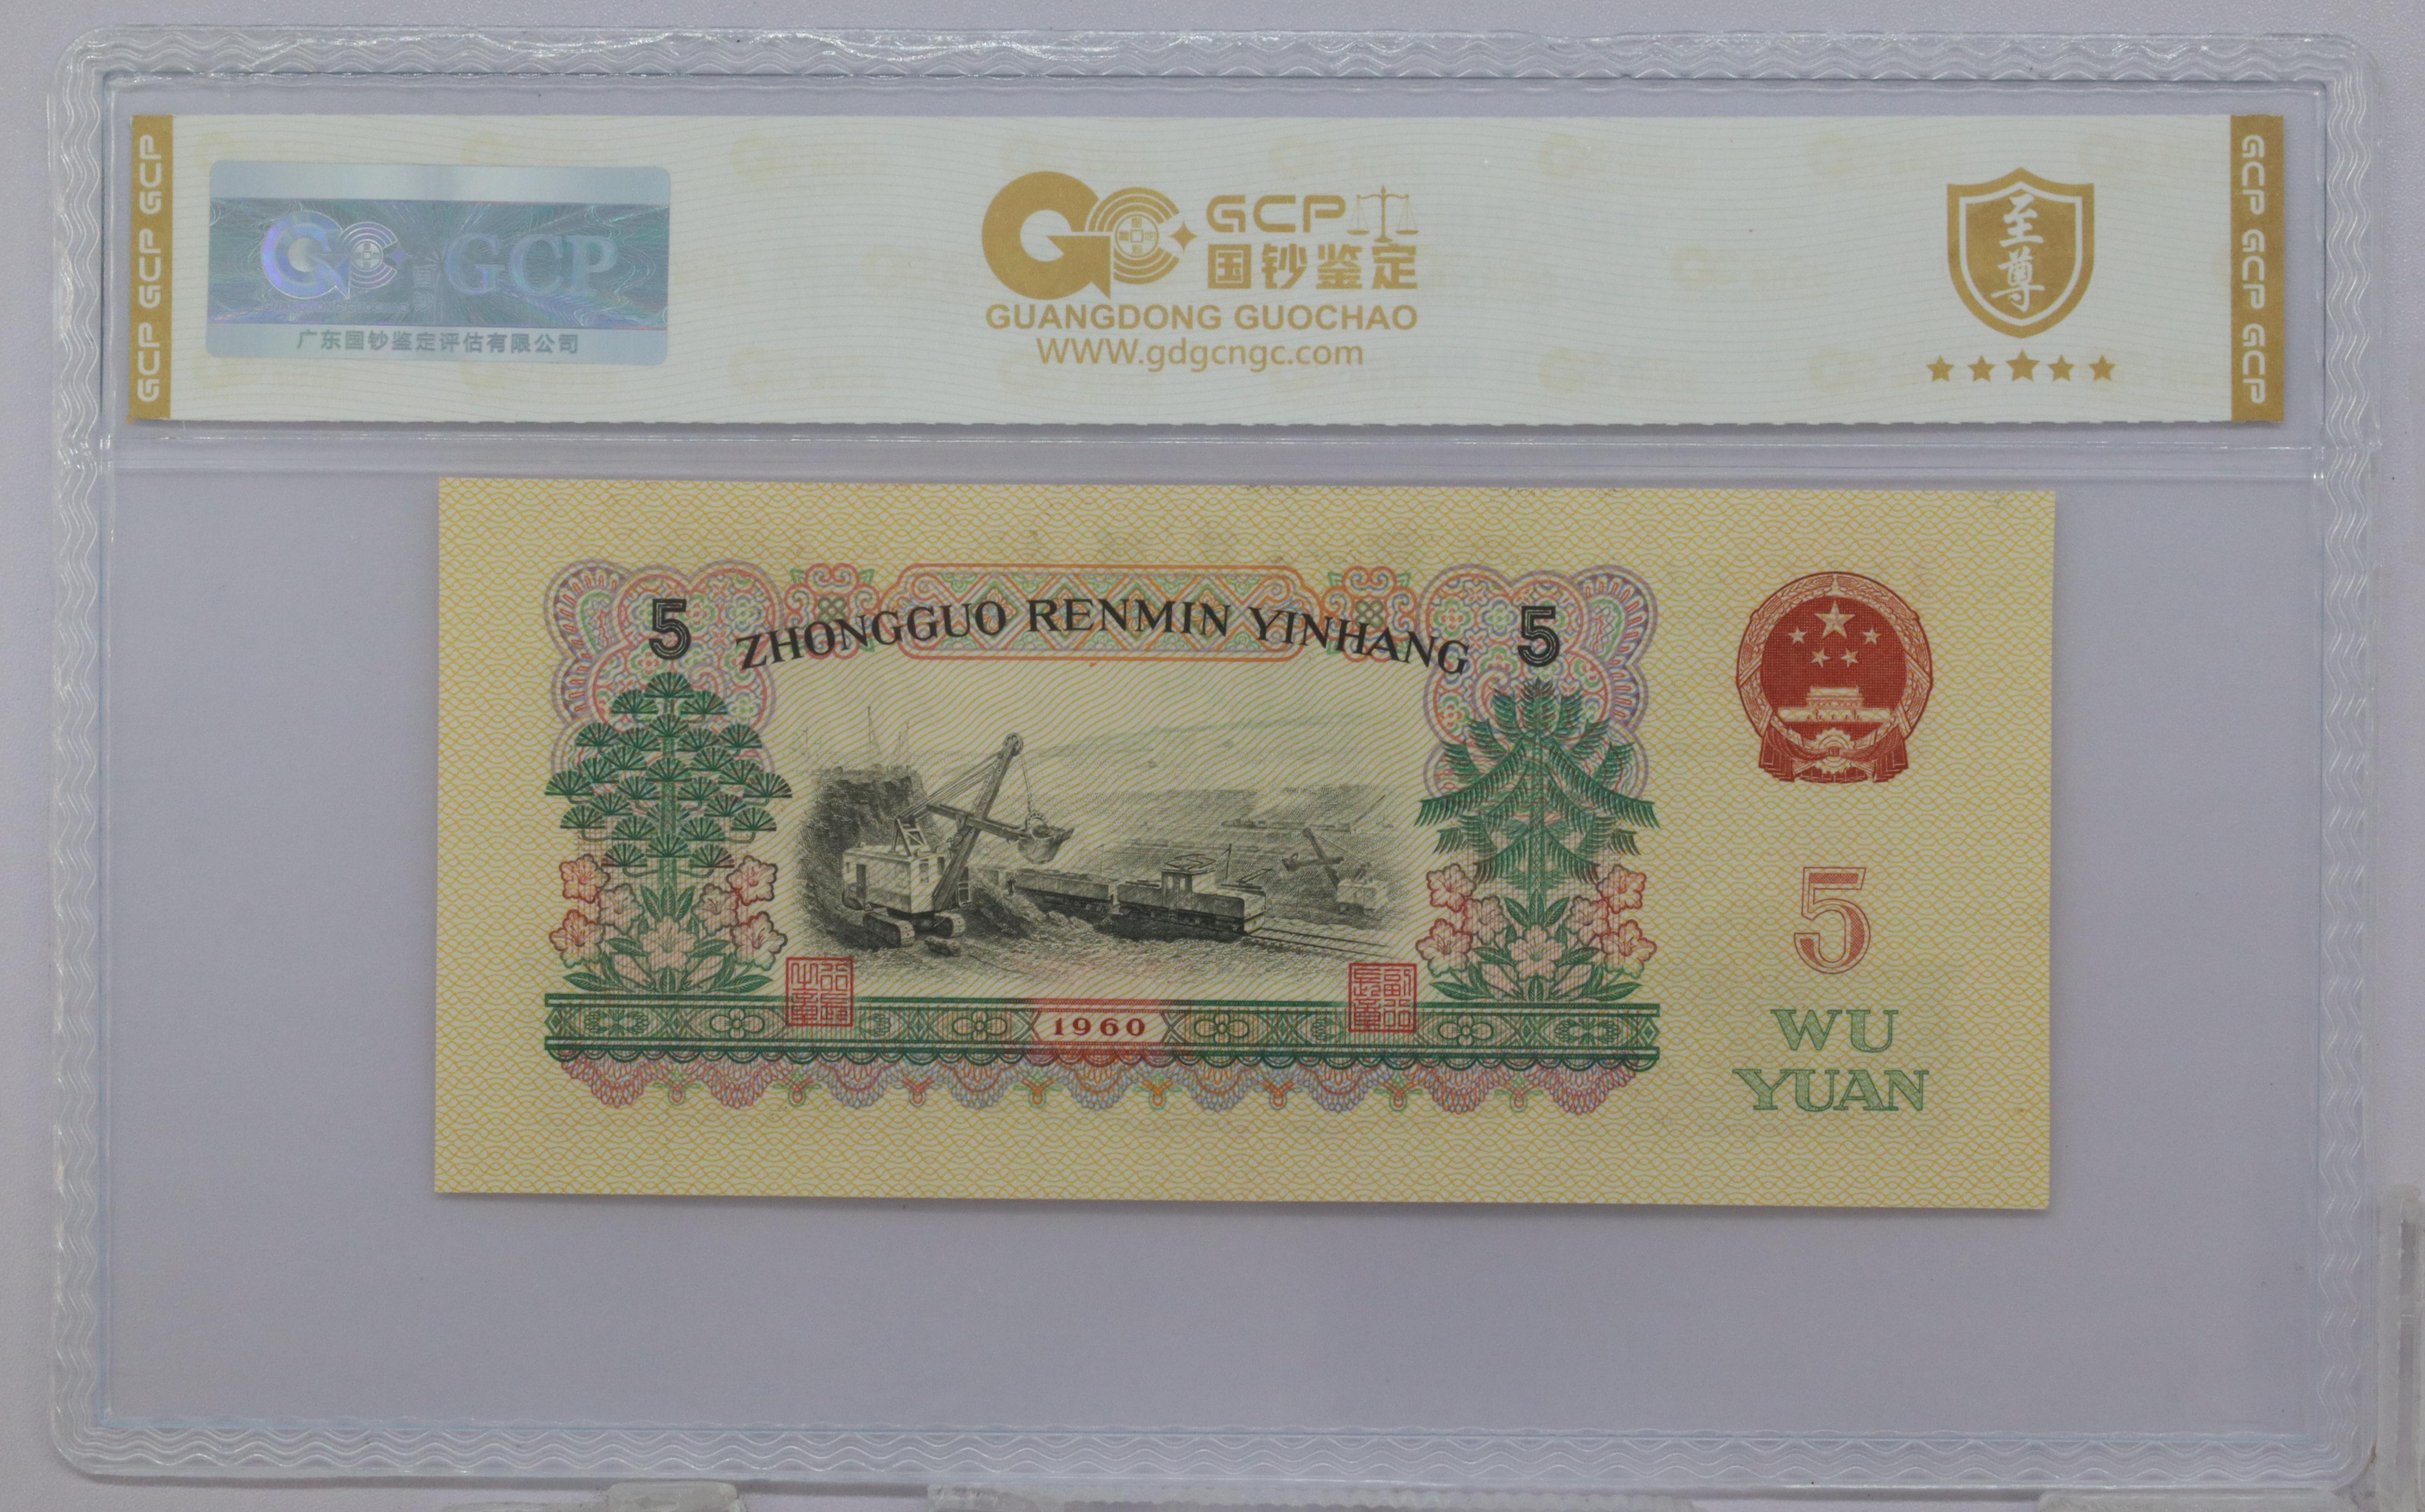 GCP GCP GCP
GCP
广东国钞鉴定评估有限公司
GCP
国钞鉴定
GUANGDONG GUOCHAO
WWW.gdgcngc.com
至尊
GCP GCP GCP
5 ZHONGGUO RENMIN YINHANG 5
1960
5
WU
YUAN